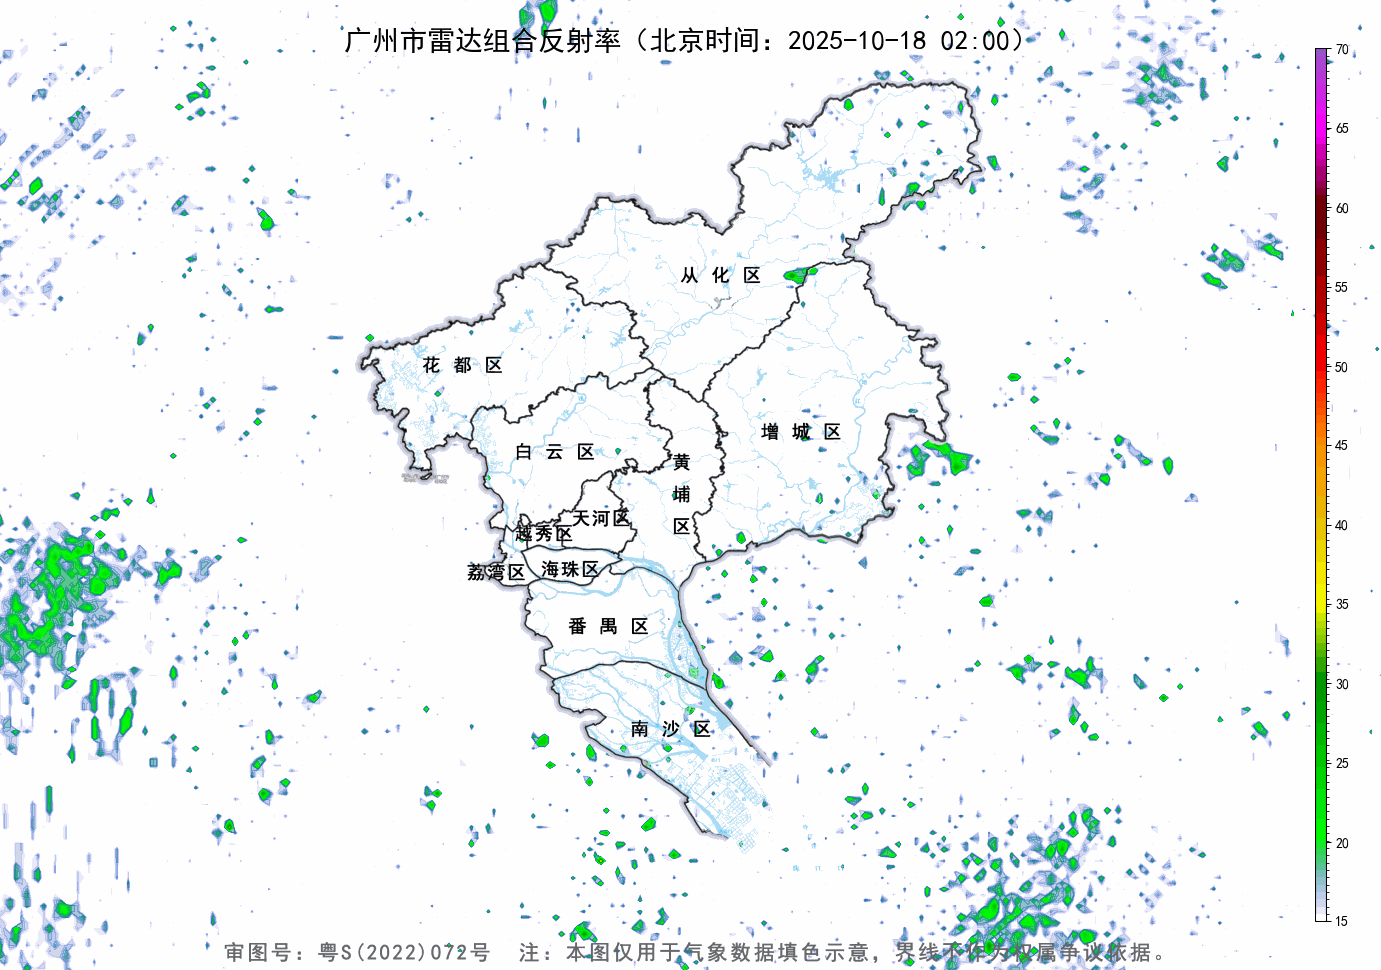 广州市雷达组合反射率（北京时间：2025-10-18 02:00）
70
65
60
55
50
45
40
35
30
25
20
15
从化区
花都区
增城区
白云区
黄埔区
天河区
越秀区
荔湾区
海珠区
番禺区
南沙区
审图号：粤S(2022)072号 注：本图仅用于气象数据填色示意，界线不作为权属争议依据。